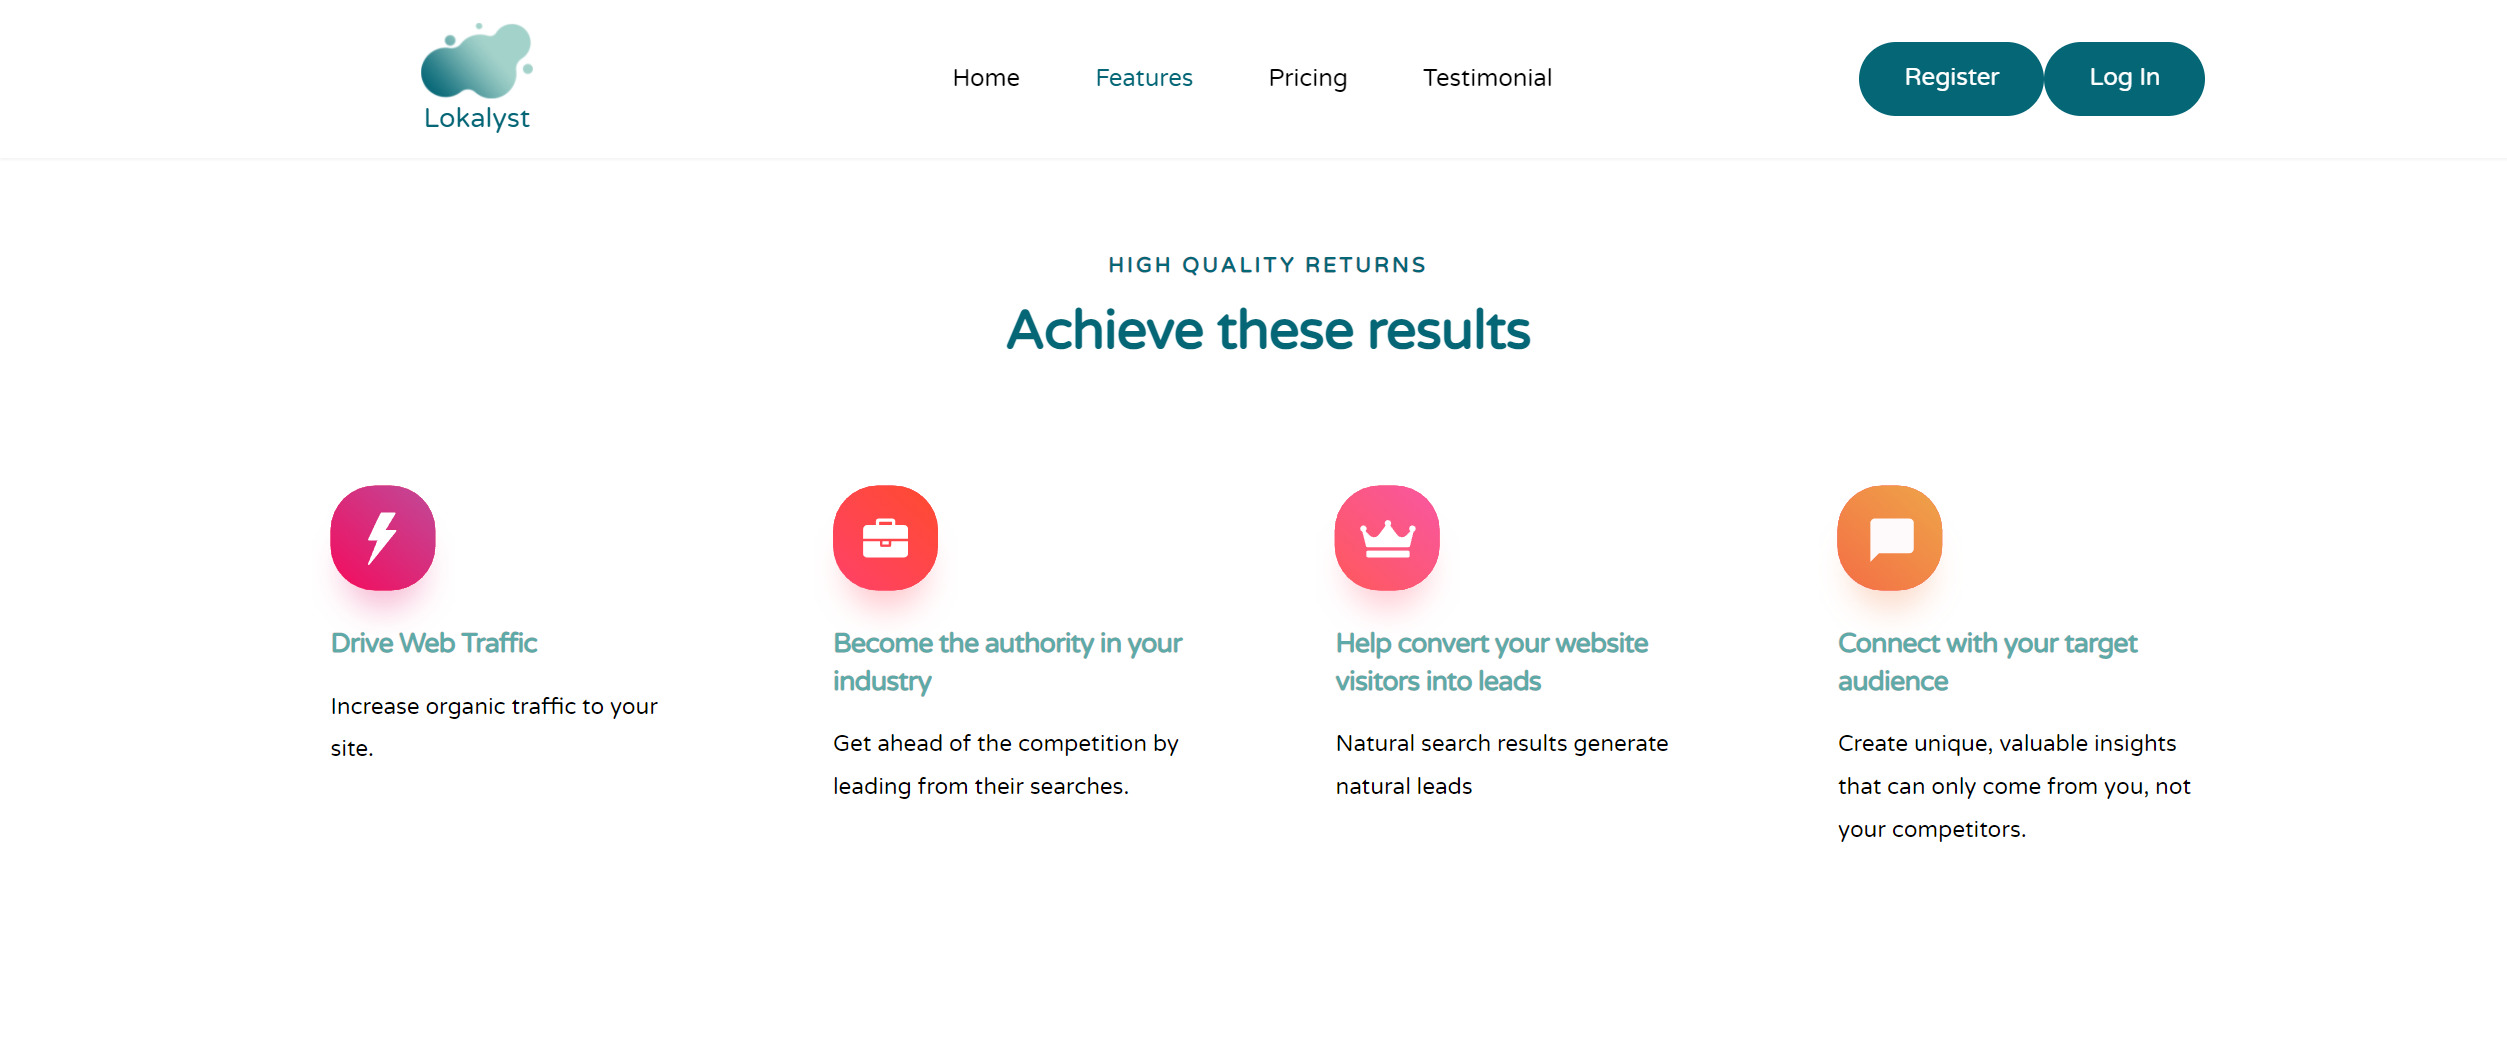 Lokalyst
Home
Features
Pricing
Testimonial
Register
Log In
HIGH QUALITY RETURNS
Achieve these results
Drive Web Traffic
Increase organic traffic to your
site.
Become the authority in your
industry
Get ahead of the competition by
leading from their searches.
Help convert your website
visitors into leads
Natural search results generate
natural leads
Connect with your target
audience
Create unique, valuable insights
that can only come from you, not
your competitors.